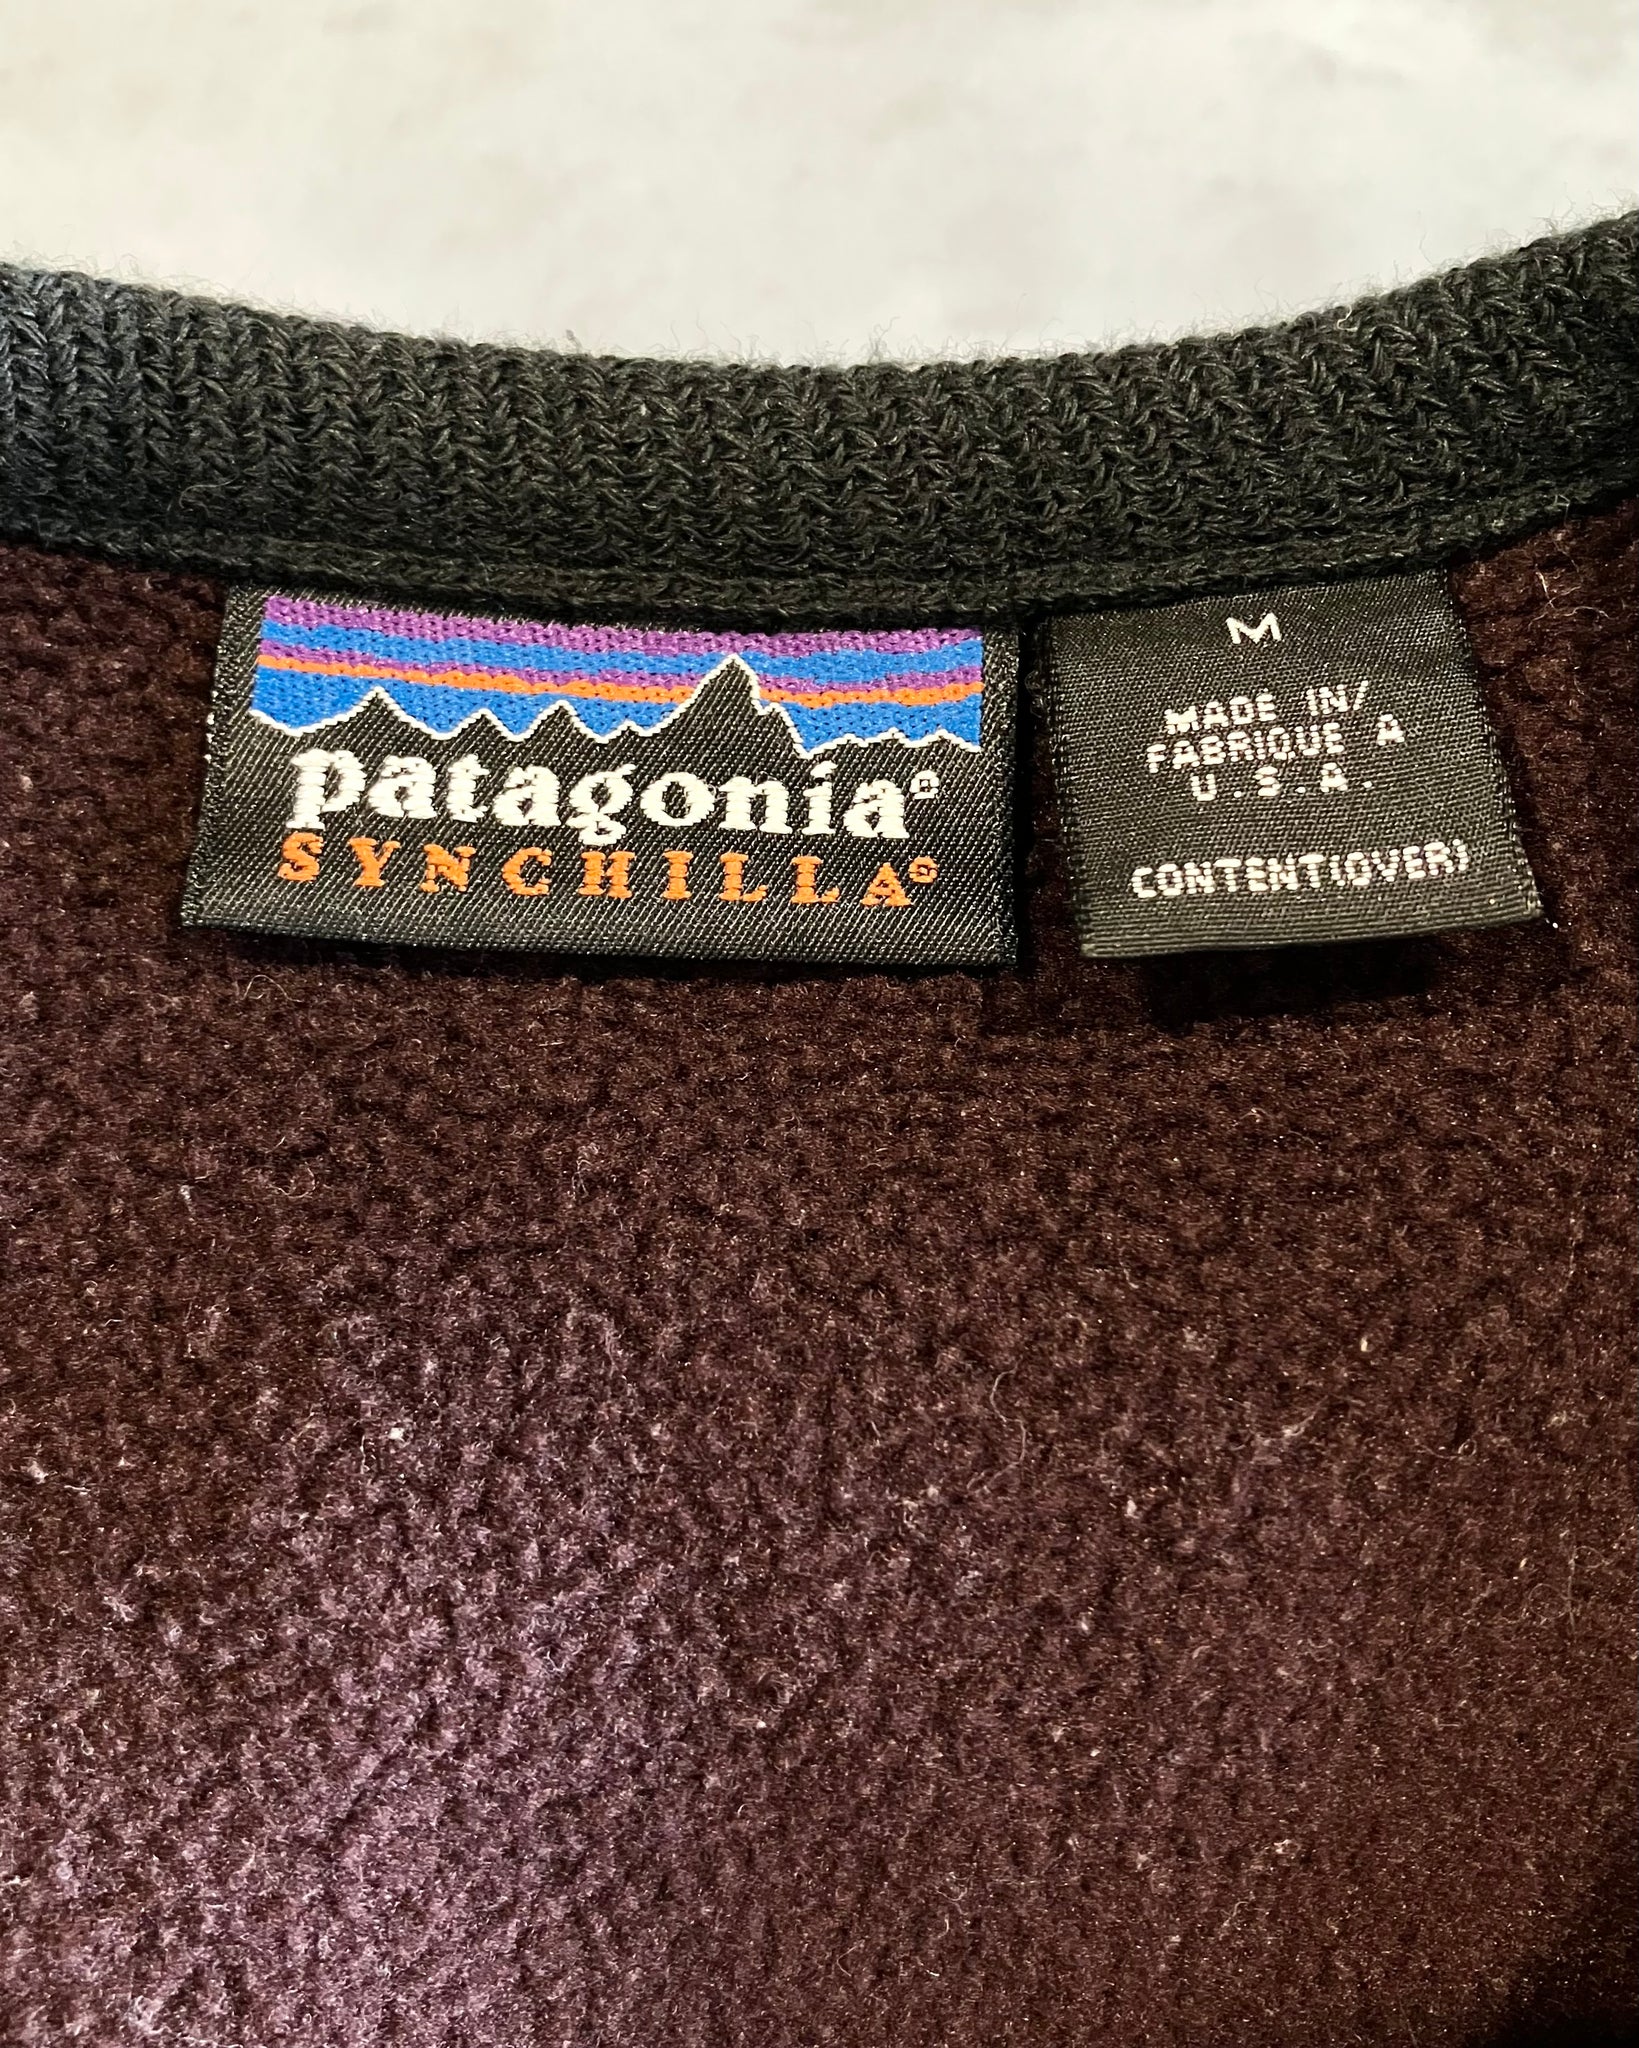 patagonia®
SYNCHILLA®
M
MADE IN/
FABRIQUE A
U.S.A.
CONTENT(OVER)